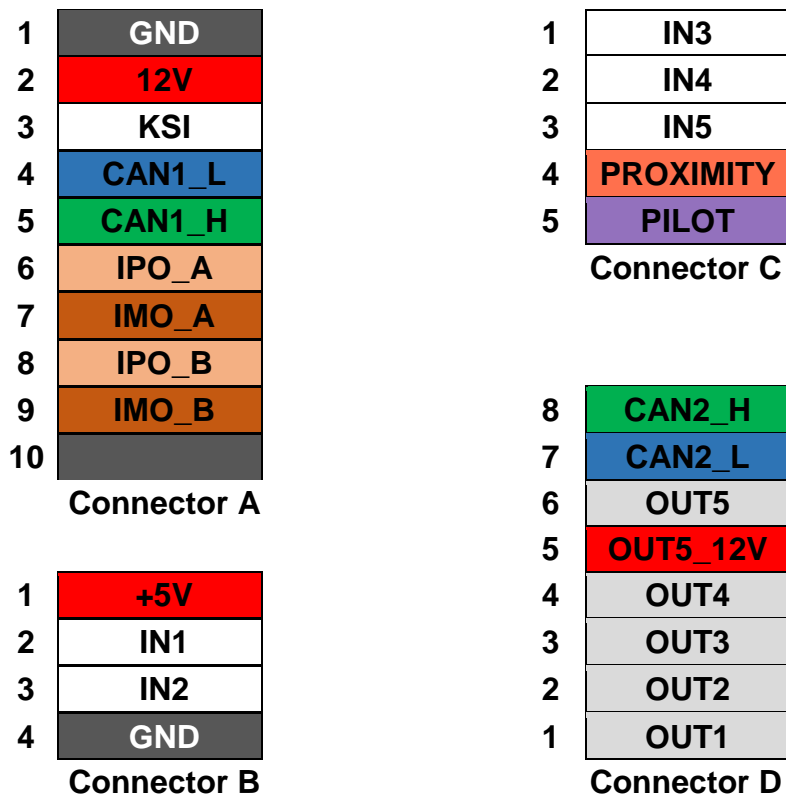 1 GND
2 12V
3 KSI
4 CAN1_L
5 CAN1_H
6 IPO_A
7 IMO_A
8 IPO_B
9 IMO_B
10
Connector A
1 +5V
2 IN1
3 IN2
4 GND
Connector B
1 IN3
2 IN4
3 IN5
4 PROXIMITY
5 PILOT
Connector C
8 CAN2_H
7 CAN2_L
6 OUT5
5 OUT5_12V
4 OUT4
3 OUT3
2 OUT2
1 OUT1
Connector D